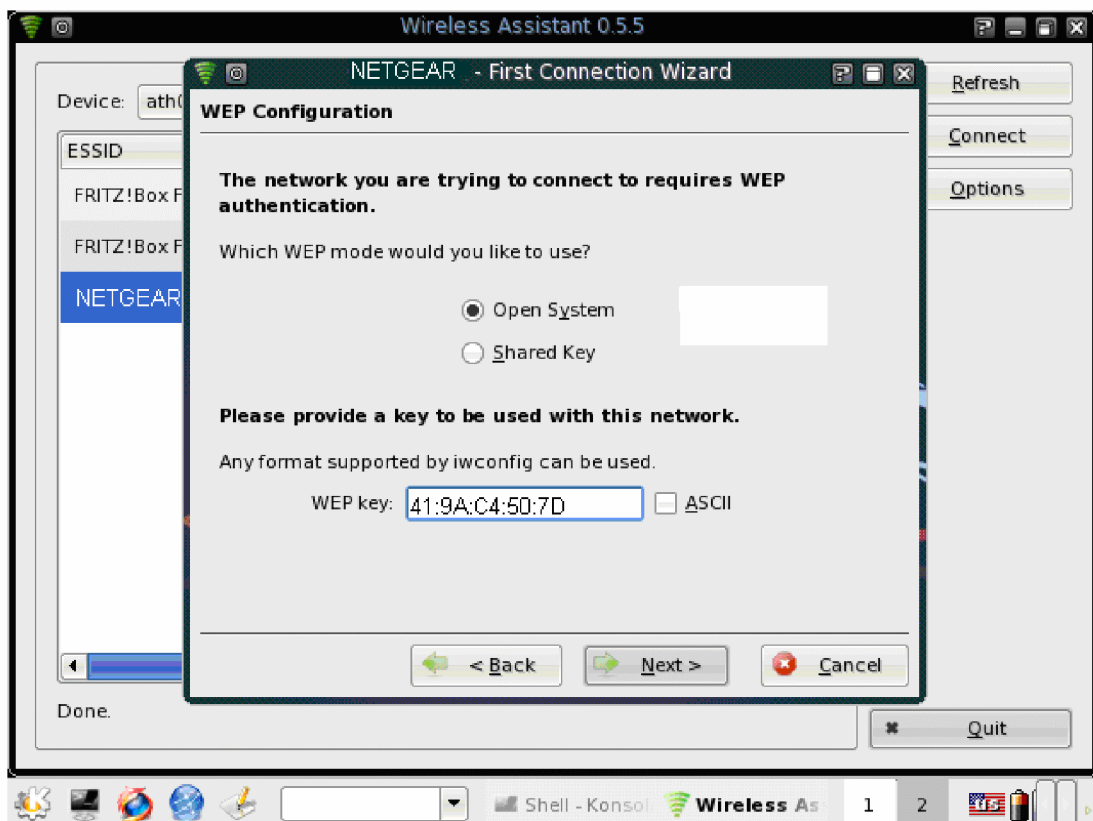 Wireless Assistant 0.5.5
NETGEAR - First Connection Wizard
Device: ath0
WEP Configuration
Refresh
Connect
Options
ESSID
FRITZ!Box F
FRITZ!Box F
NETGEAR
The network you are trying to connect to requires WEP
authentication.
Which WEP mode would you like to use?
Open System
Shared Key
Please provide a key to be used with this network.
Any format supported by iwconfig can be used.
WEP key: 41:9A:C4:50:7D ASCII
< Back Next > Cancel
Done.
Quit
Shell - Konsol Wireless As 1 2 US